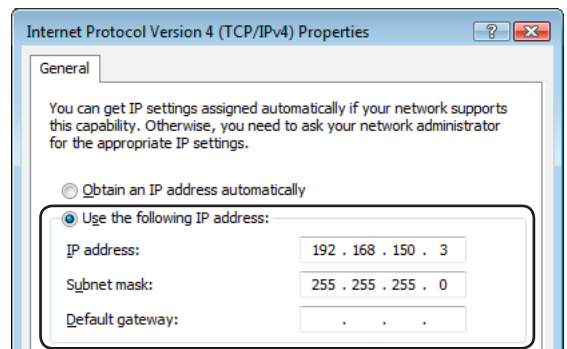 Internet Protocol Version 4 (TCP/IPv4) Properties
General
You can get IP settings assigned automatically if your network supports
this capability. Otherwise, you need to ask your network administrator
for the appropriate IP settings.
Obtain an IP address automatically
Use the following IP address:
IP address: 192 . 168 . 150 . 3
Subnet mask: 255 . 255 . 255 . 0
Default gateway: . . .